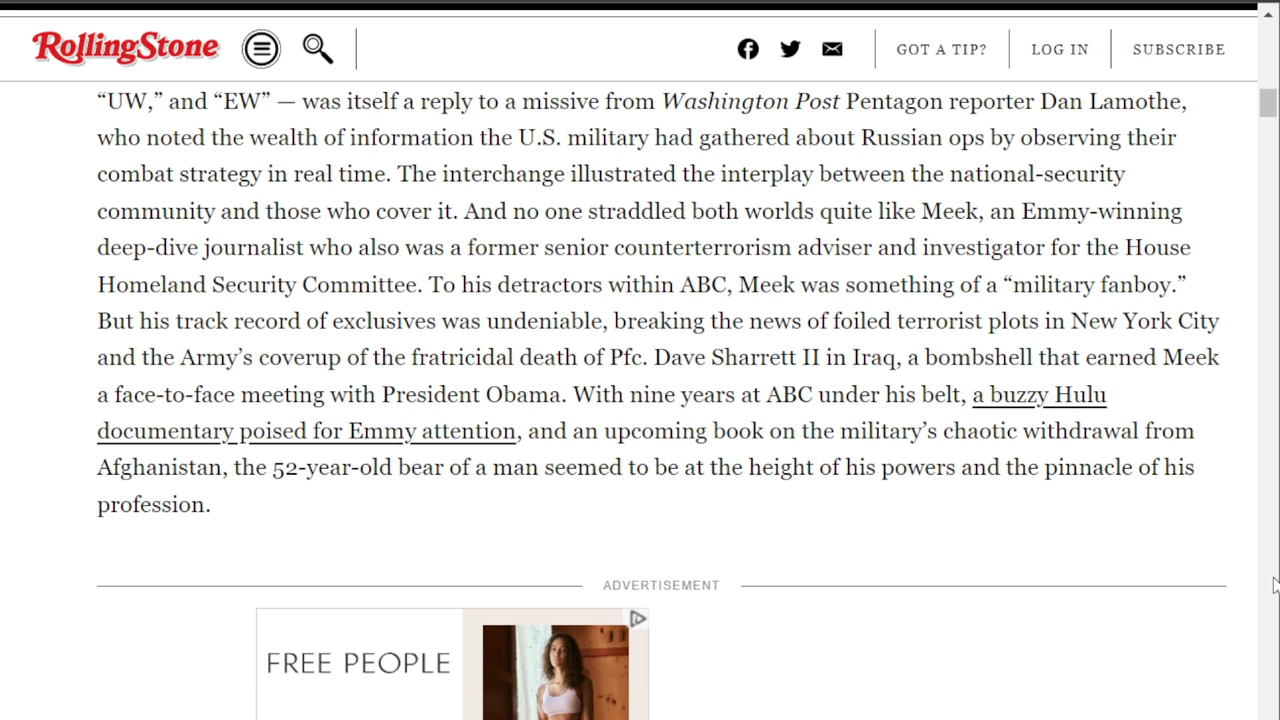 RollingStone
GOT A TIP?
LOG IN
SUBSCRIBE
“UW,” and “EW” — was itself a reply to a missive from Washington Post Pentagon reporter Dan Lamothe,
who noted the wealth of information the U.S. military had gathered about Russian ops by observing their
combat strategy in real time. The interchange illustrated the interplay between the national-security
community and those who cover it. And no one straddled both worlds quite like Meek, an Emmy-winning
deep-dive journalist who also was a former senior counterterrorism adviser and investigator for the House
Homeland Security Committee. To his detractors within ABC, Meek was something of a “military fanboy.”
But his track record of exclusives was undeniable, breaking the news of foiled terrorist plots in New York City
and the Army’s coverup of the fratricidal death of Pfc. Dave Sharrett II in Iraq, a bombshell that earned Meek
a face-to-face meeting with President Obama. With nine years at ABC under his belt, a buzzy Hulu
documentary poised for Emmy attention, and an upcoming book on the military’s chaotic withdrawal from
Afghanistan, the 52-year-old bear of a man seemed to be at the height of his powers and the pinnacle of his
profession.
ADVERTISEMENT
FREE PEOPLE